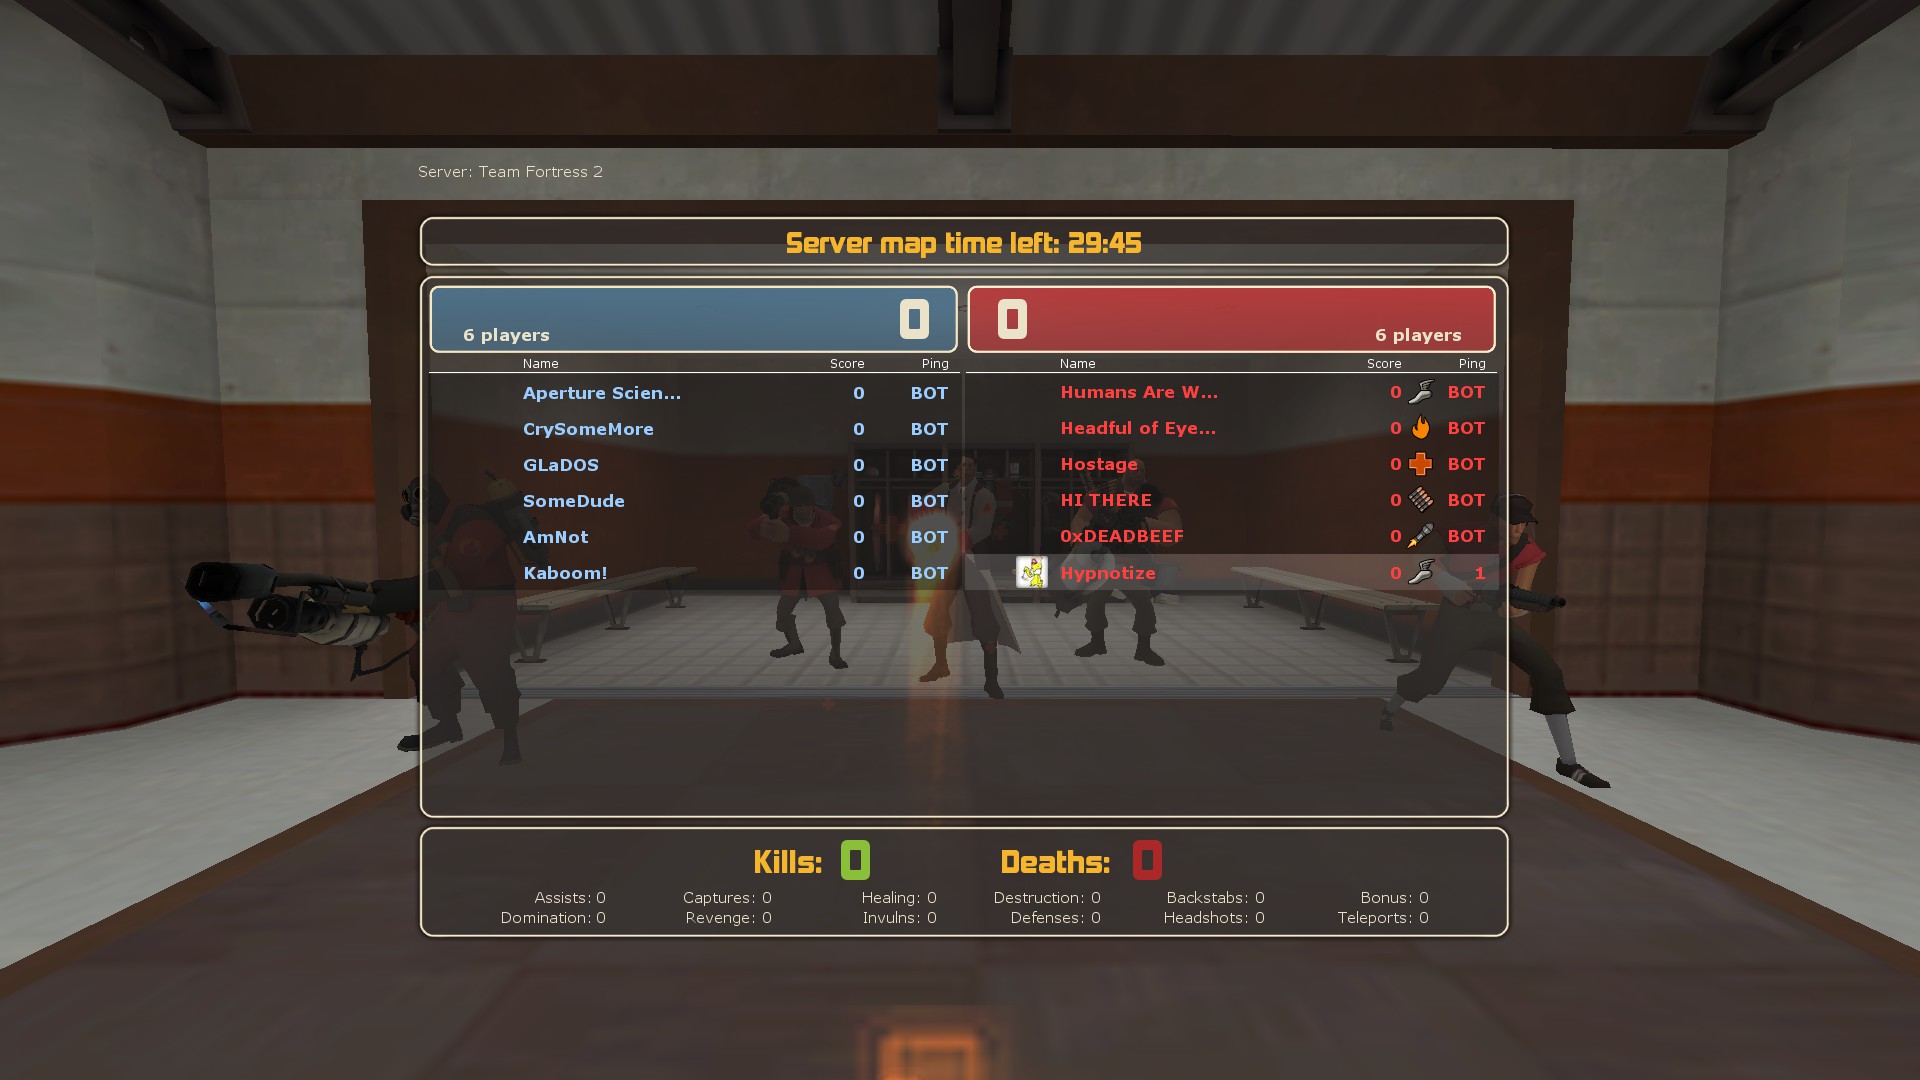 Server: Team Fortress 2
Server map time left: 29:45
6 players 0
0 6 players
Name Score Ping
Aperture Scien... 0 BOT
CrySomeMore 0 BOT
GLaDOS 0 BOT
SomeDude 0 BOT
AmNot 0 BOT
Kaboom! 0 BOT
Name Score Ping
Humans Are W... 0 BOT
Headful of Eye... 0 BOT
Hostage 0 BOT
HI THERE 0 BOT
0xDEADBEEF 0 BOT
Hypnotize 0 1
Kills: 0 Deaths: 0
Assists: 0 Captures: 0 Healing: 0 Destruction: 0 Backstabs: 0 Bonus: 0
Domination: 0 Revenge: 0 Invulns: 0 Defenses: 0 Headshots: 0 Teleports: 0